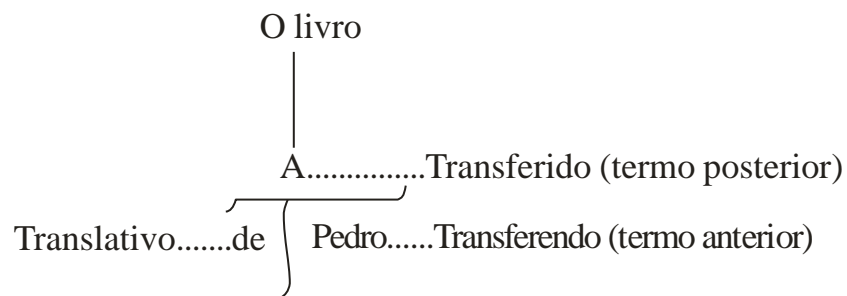 O livro
A..............Transferido (termo posterior)
Translativo.......de Pedro......Transferendo (termo anterior)